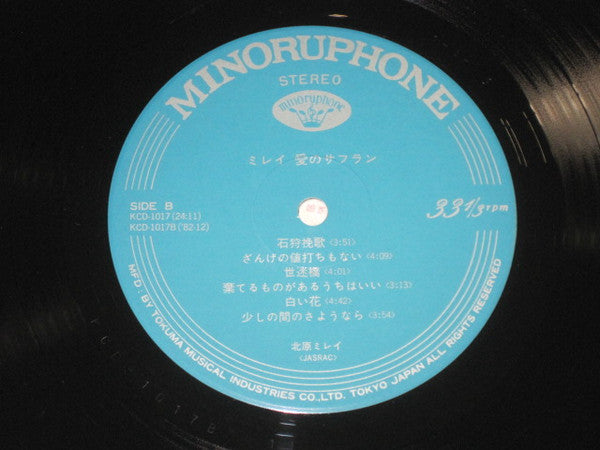 MINORUPHONE
STEREO
minoruphone
ミレイ 愛のサフラン
SIDE B
KCD-1017 (24:11)
KCD-1017B ('82・12)
33 1/3 rpm
石狩挽歌 (3:51)
ざんげの値打ちもない (4:09)
世迷橋 (4:01)
棄てるものがあるうちはいい (3:13)
白い花 (4:42)
少しの間のさようなら (3:54)
北原ミレイ
(JASRAC)
MFD. BY TOKUMA MUSICAL INDUSTRIES CO., LTD. TOKYO JAPAN ALL RIGHTS RESERVED